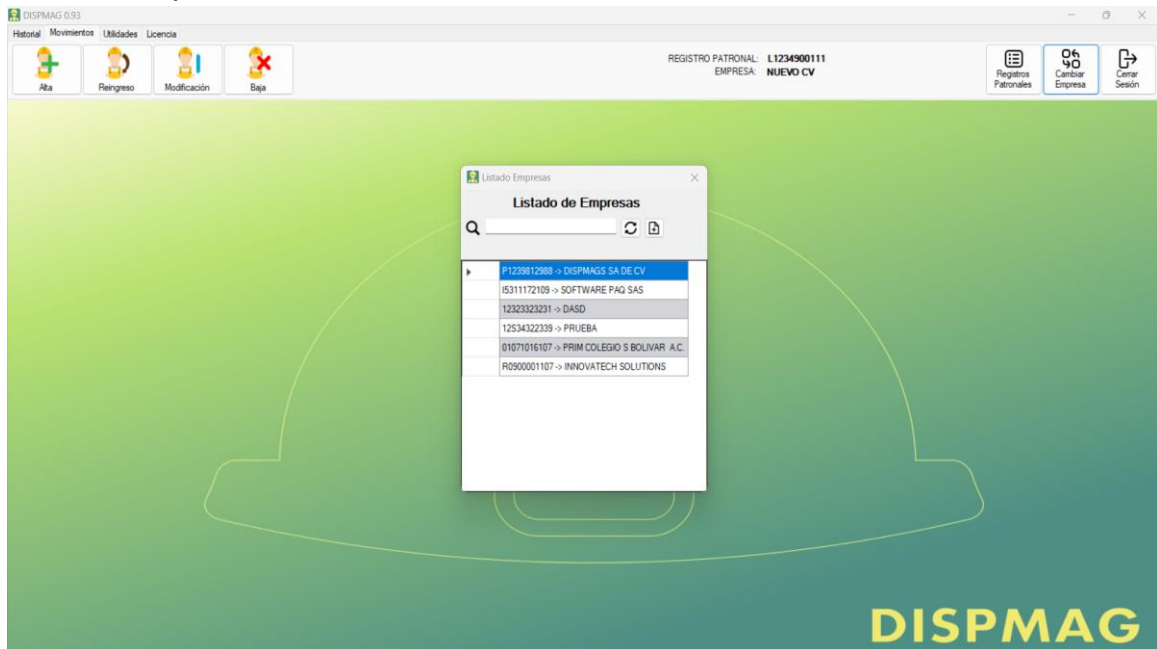 DISPMAG 0.93
Historial Movimientos Utilidades Licencia
Alta
Reingreso
Modificación
Baja
REGISTRO PATRONAL: L1234900111
EMPRESA: NUEVO CV
Registros Patronales
Cambiar Empresa
Cerrar Sesión
Listado Empresas
Listado de Empresas
P1239812988 -> DISPMAGS SA DE CV
I5311172109 -> SOFTWARE PAQ SAS
12323323231 -> DASD
12S34322339 -> PRUEBA
01071016107 -> PRIM COLEGIO S BOLIVAR A.C.
R0900001107 -> INNOVATECH SOLUTIONS
DISPMAG